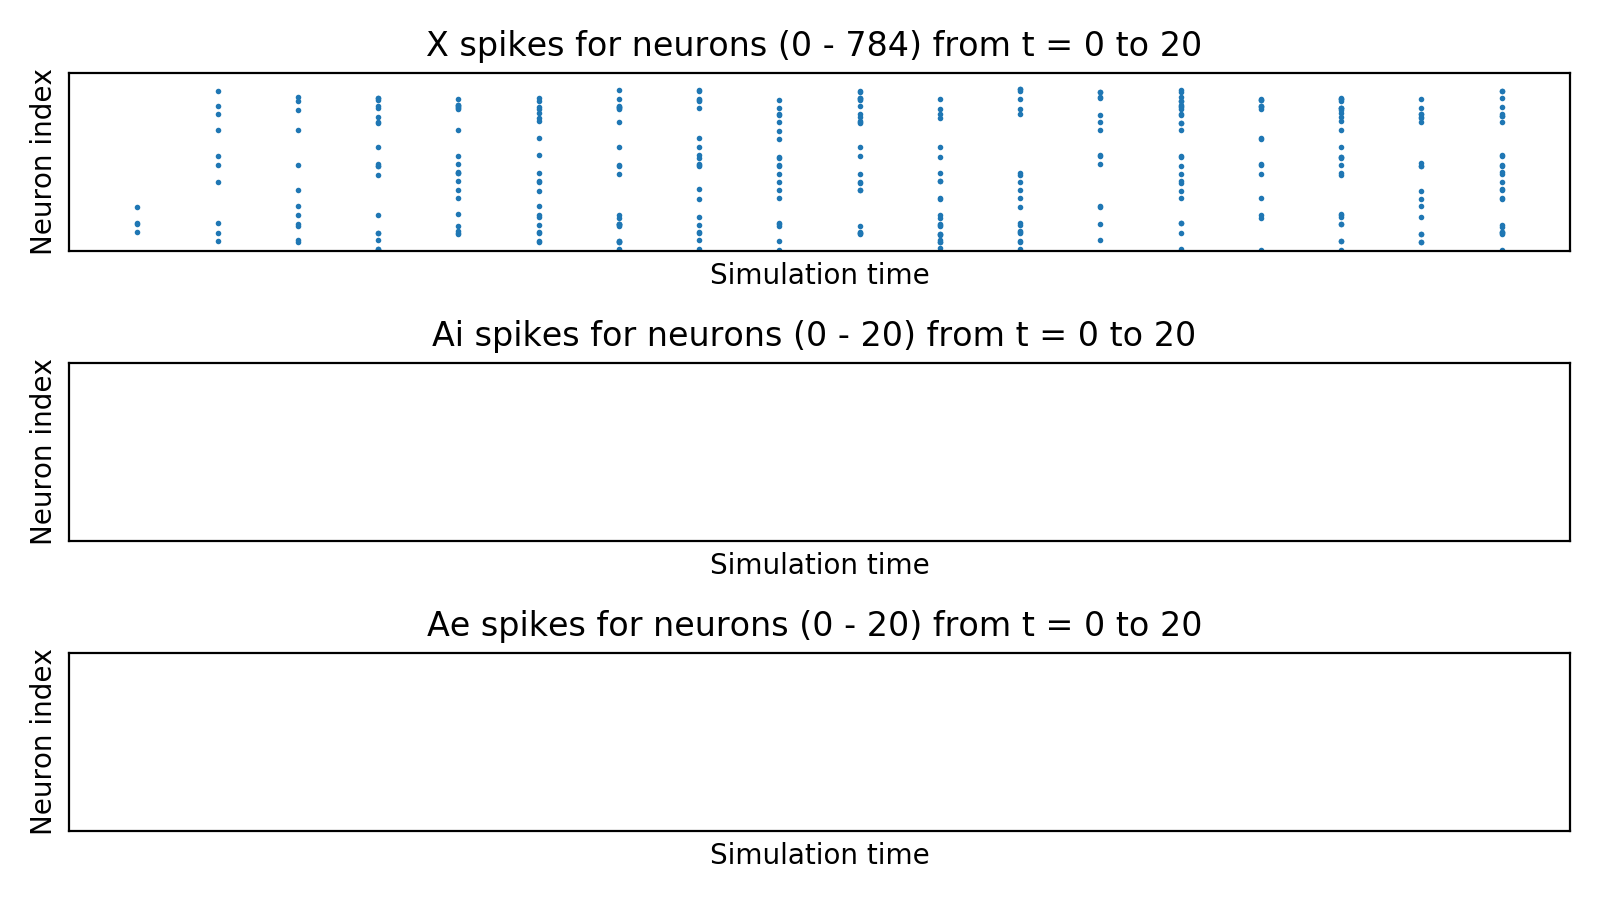 X spikes for neurons (0 - 784) from t = 0 to 20
Neuron index
Simulation time
Ai spikes for neurons (0 - 20) from t = 0 to 20
Neuron index
Simulation time
Ae spikes for neurons (0 - 20) from t = 0 to 20
Neuron index
Simulation time